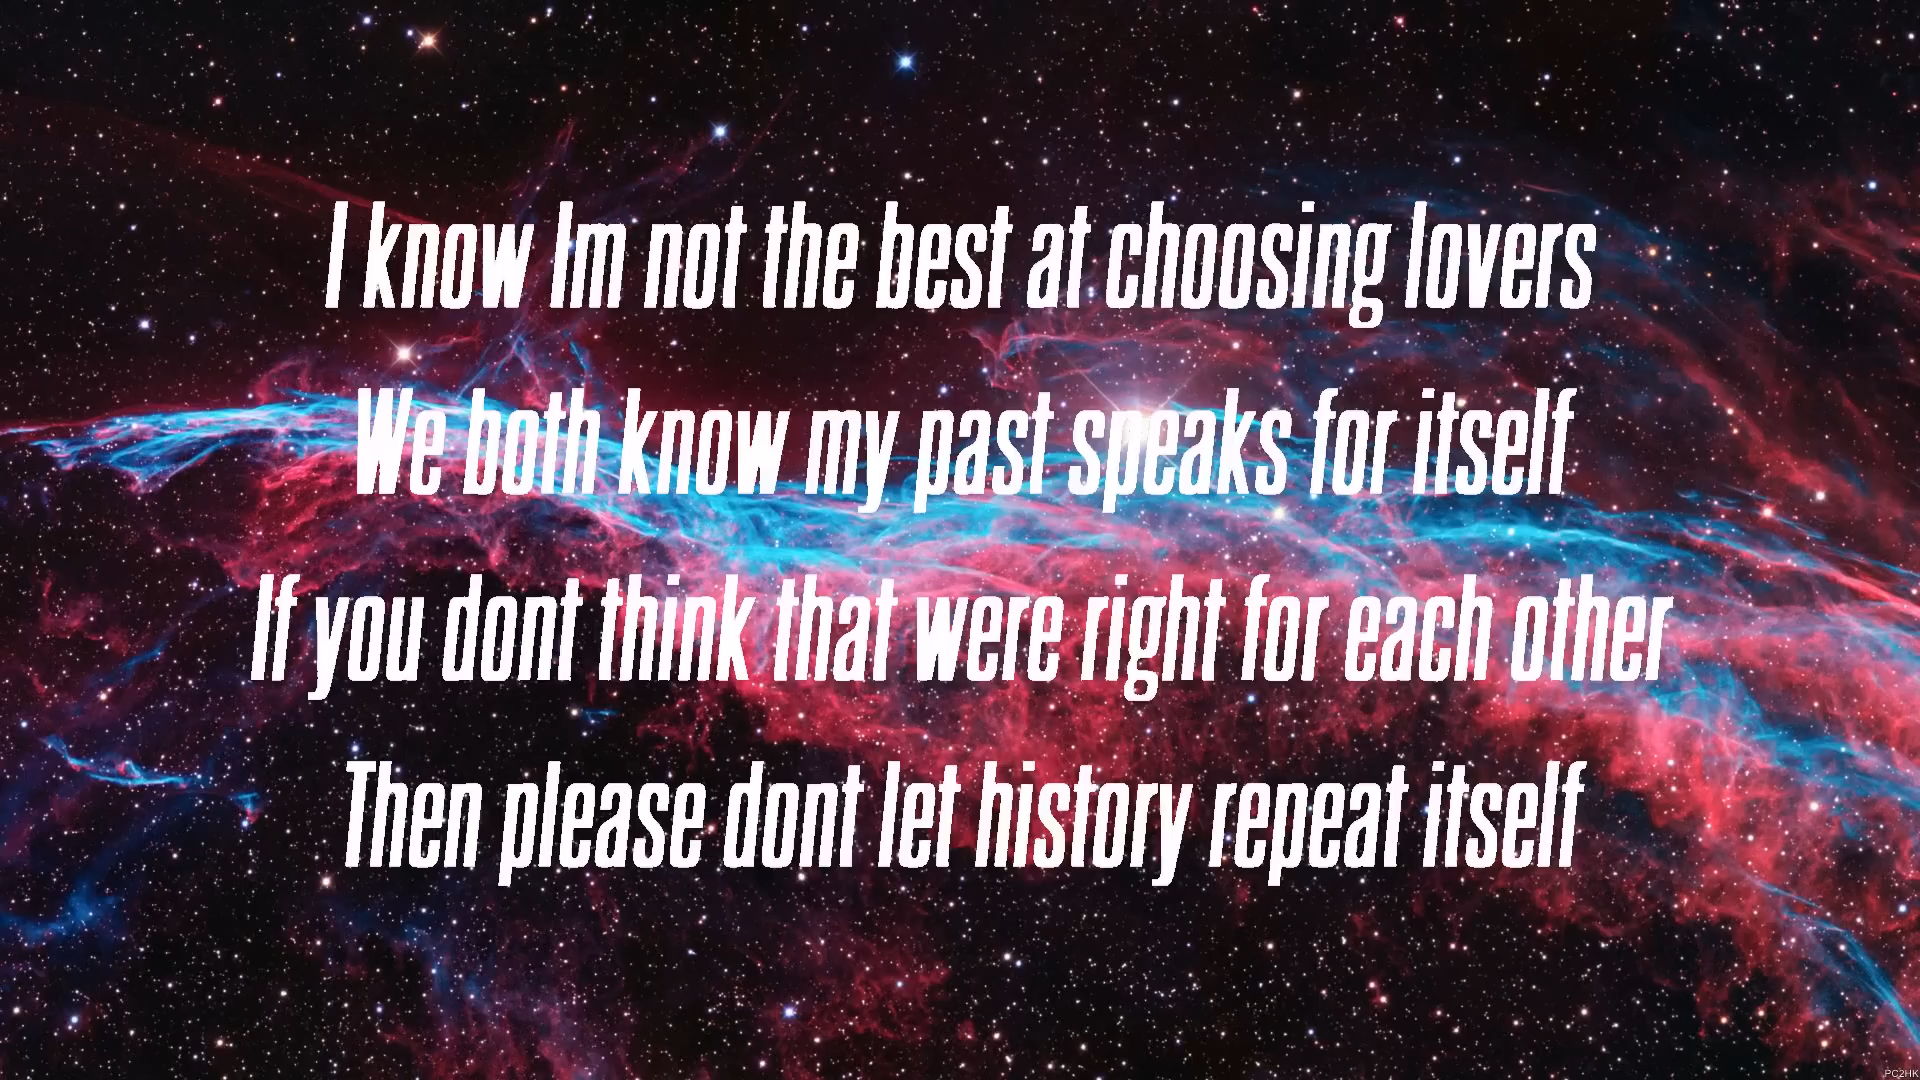 I know Im not the best at choosing lovers
We both know my past speaks for itself
If you dont think that were right for each other
Then please dont let history repeat itself
PC2HK